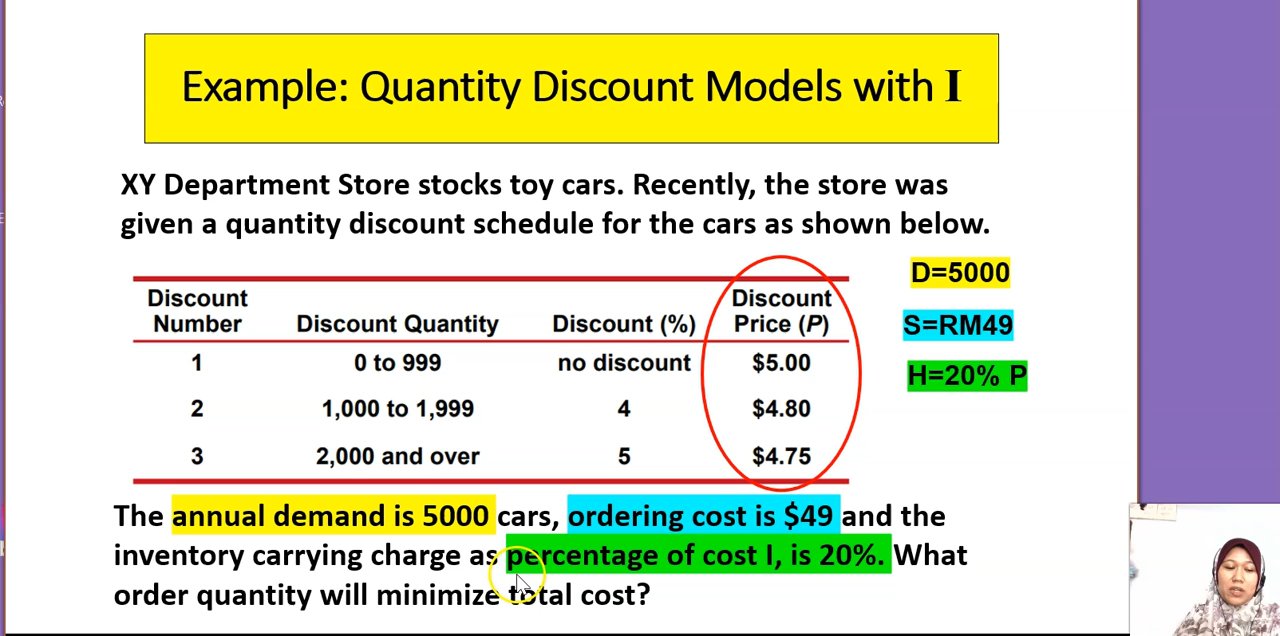 Example: Quantity Discount Models with I
XY Department Store stocks toy cars. Recently, the store was
given a quantity discount schedule for the cars as shown below.
Discount Number Discount Quantity Discount (%) Discount Price (P)
1 0 to 999 no discount $5.00
2 1,000 to 1,999 4 $4.80
3 2,000 and over 5 $4.75
D=5000
S=RM49
H=20% P
The annual demand is 5000 cars, ordering cost is $49 and the
inventory carrying charge as percentage of cost I, is 20%. What
order quantity will minimize total cost?